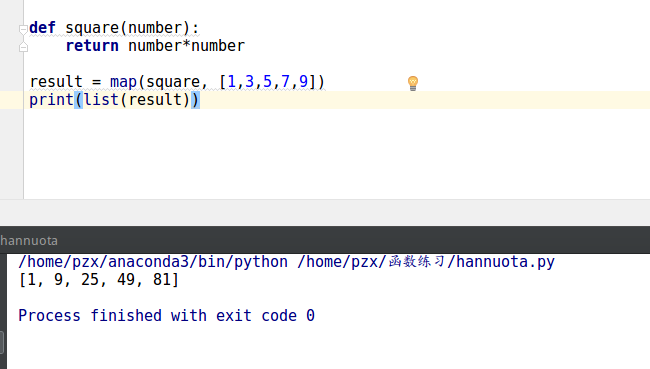 def square(number):
    return number*number
result = map(square, [1,3,5,7,9])
print(list(result))
hannuota
/home/pzx/anaconda3/bin/python /home/pzx/函数练习/hannuota.py
[1, 9, 25, 49, 81]
Process finished with exit code 0